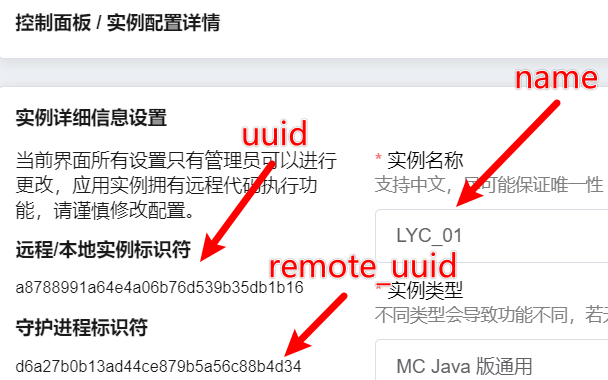 控制面板 / 实例配置详情
name
实例详细信息设置
uuid
当前界面所有设置只有管理员可以进行
更改，应用实例拥有远程代码执行功
能，请谨慎修改配置。
远程/本地实例标识符
a8788991a64e4a06b76d539b35db1b16
remote_uuid
守护进程标识符
d6a27b0b13ad44ce879b5a56c88b4d34
* 实例名称
支持中文，尽可能保证唯一性
LYC_01
* 实例类型
不同类型会导致功能不同，若
MC Java 版通用